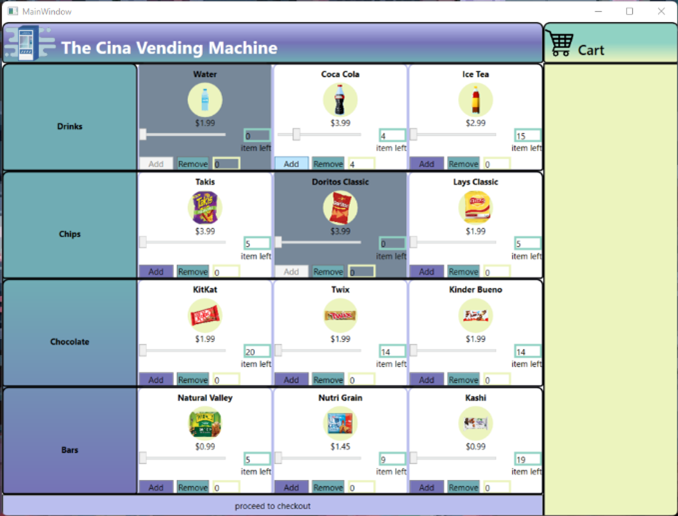 MainWindow
The Cina Vending Machine
Cart
Drinks
Water
$1.99
0
item left
Add Remove 0
Coca Cola
$3.99
4
item left
Add Remove 4
Ice Tea
$2.99
15
item left
Add Remove 0
Chips
Takis
$3.99
5
item left
Add Remove 0
Doritos Classic
$3.99
0
item left
Add Remove 0
Lays Classic
$1.99
5
item left
Add Remove 0
Chocolate
KitKat
$1.99
20
item left
Add Remove 0
Twix
$1.99
14
item left
Add Remove 0
Kinder Bueno
$1.99
14
item left
Add Remove 0
Bars
Natural Valley
$0.99
5
item left
Add Remove 0
Nutri Grain
$1.45
9
item left
Add Remove 0
Kashi
$0.99
19
item left
Add Remove 0
proceed to checkout